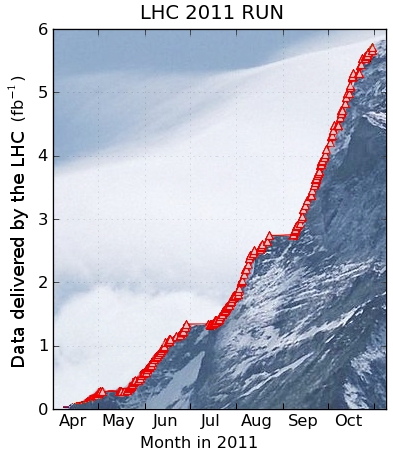 LHC 2011 RUN
Data delivered by the LHC (fb⁻¹)
6
5
4
3
2
1
0
Apr May Jun Jul Aug Sep Oct
Month in 2011